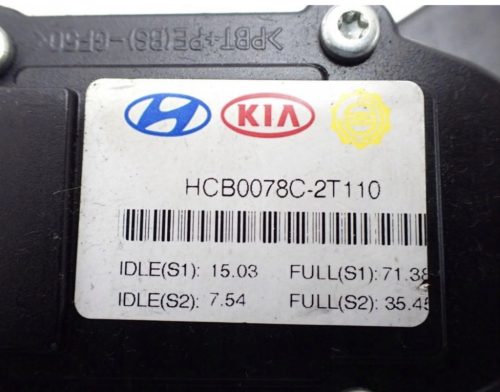 >PBT+PE(BS)-GF50<
KIA
HCB0078C-2T110
IDLE(S1): 15.03 FULL(S1): 71.38
IDLE(S2): 7.54 FULL(S2): 35.45